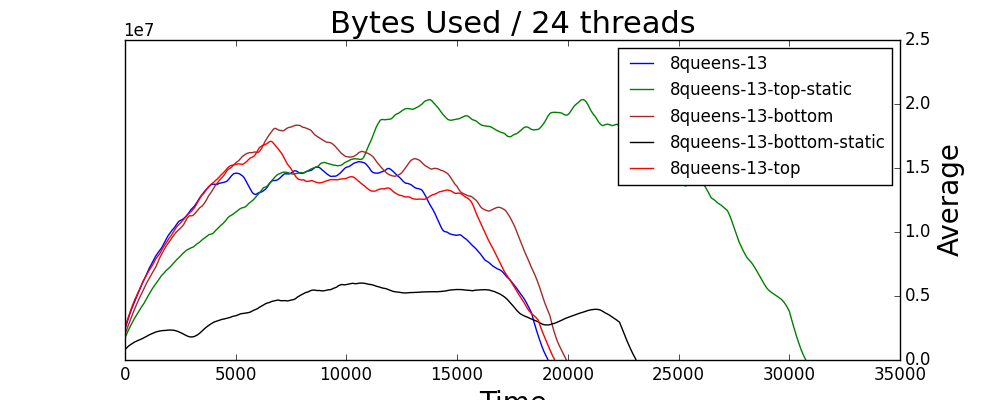 Bytes Used / 24 threads
1e7
2.5
2.0
1.5
1.0
0.5
0.0
Average
8queens-13
8queens-13-top-static
8queens-13-bottom
8queens-13-bottom-static
8queens-13-top
0 5000 10000 15000 20000 25000 30000 35000
Time